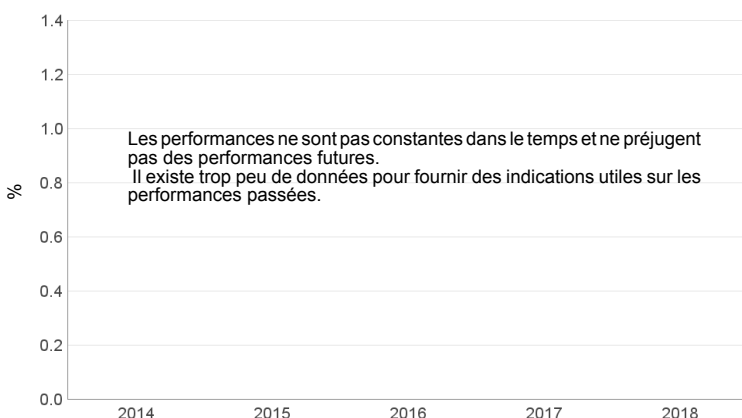 1.4
1.2
1.0
Les performances ne sont pas constantes dans le temps et ne préjugent
pas des performances futures.
Il existe trop peu de données pour fournir des indications utiles sur les
performances passées.
%
0.8
0.6
0.4
0.2
0.0
2014 2015 2016 2017 2018